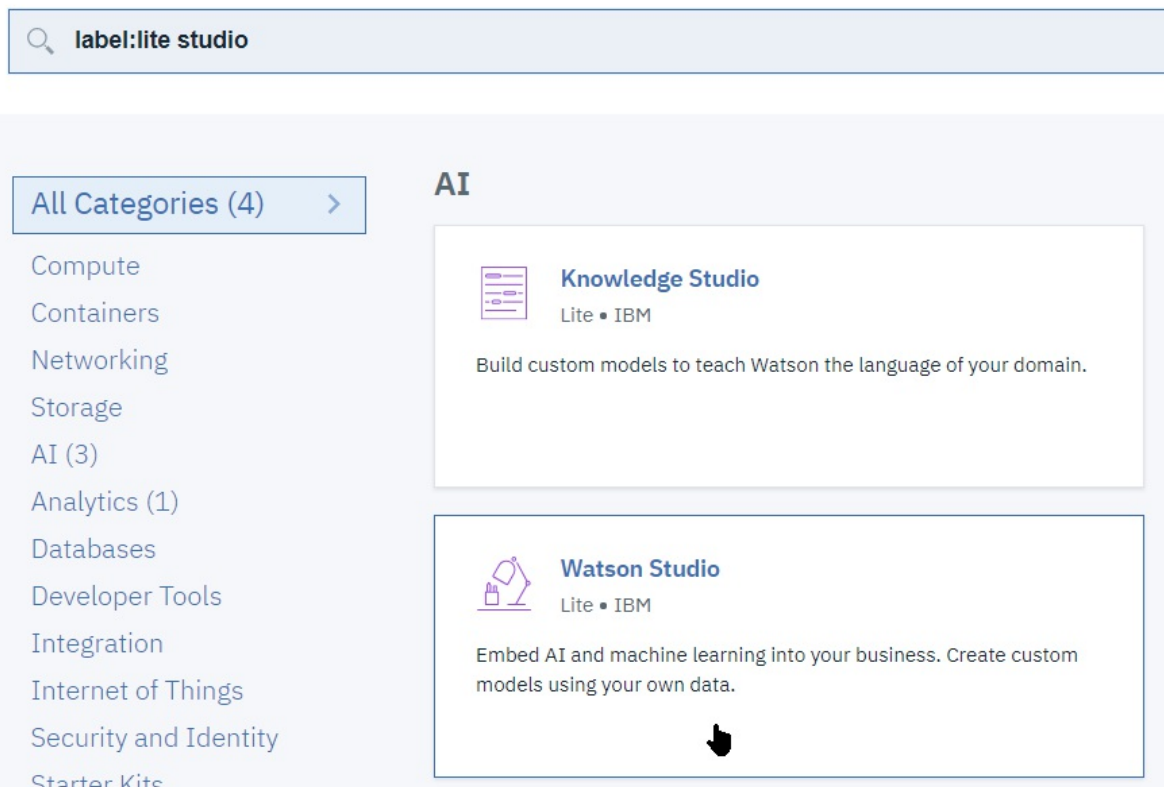 label:lite studio
All Categories (4)
Compute
Containers
Networking
Storage
AI (3)
Analytics (1)
Databases
Developer Tools
Integration
Internet of Things
Security and Identity
Starter Kits
AI
Knowledge Studio
Lite • IBM
Build custom models to teach Watson the language of your domain.
Watson Studio
Lite • IBM
Embed AI and machine learning into your business. Create custom
models using your own data.